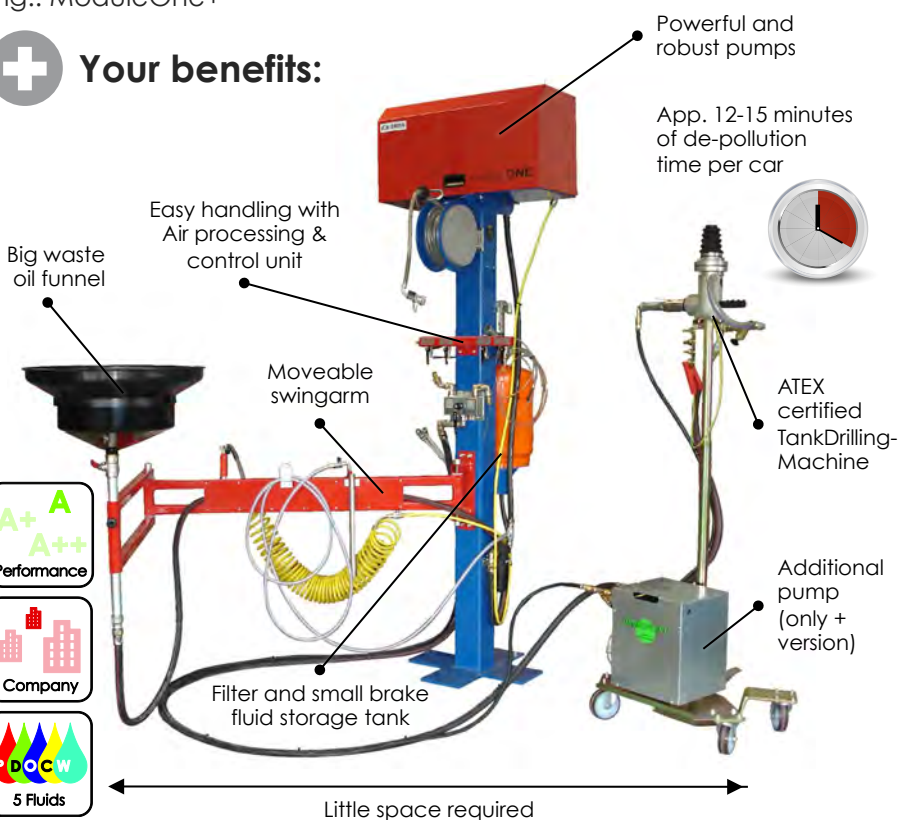 ModuleOne+
Your benefits:
Powerful and
robust pumps
App. 12-15 minutes
of de-pollution
time per car
Easy handling with
Air processing &
control unit
Big waste
oil funnel
ONE
Moveable
swingarm
ATEX
certified
TankDrilling-
Machine
A
A+
A++
Performance
Additional
pump
(only +
version)
Company
Filter and small brake
fluid storage tank
P D O C W
5 Fluids
Little space required